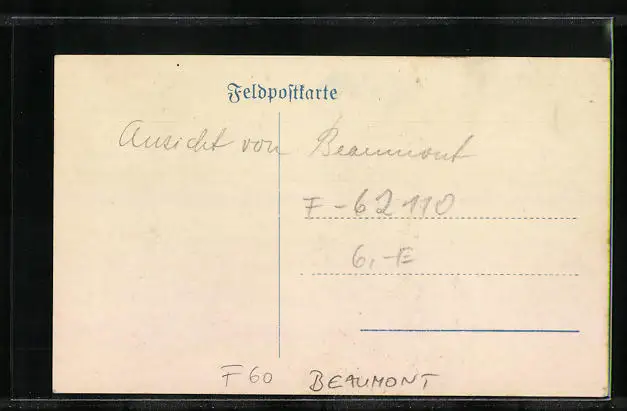 Feldpostkarte
Ansicht von Beaumont
F-62110
6,-E
F60 BEAUMONT